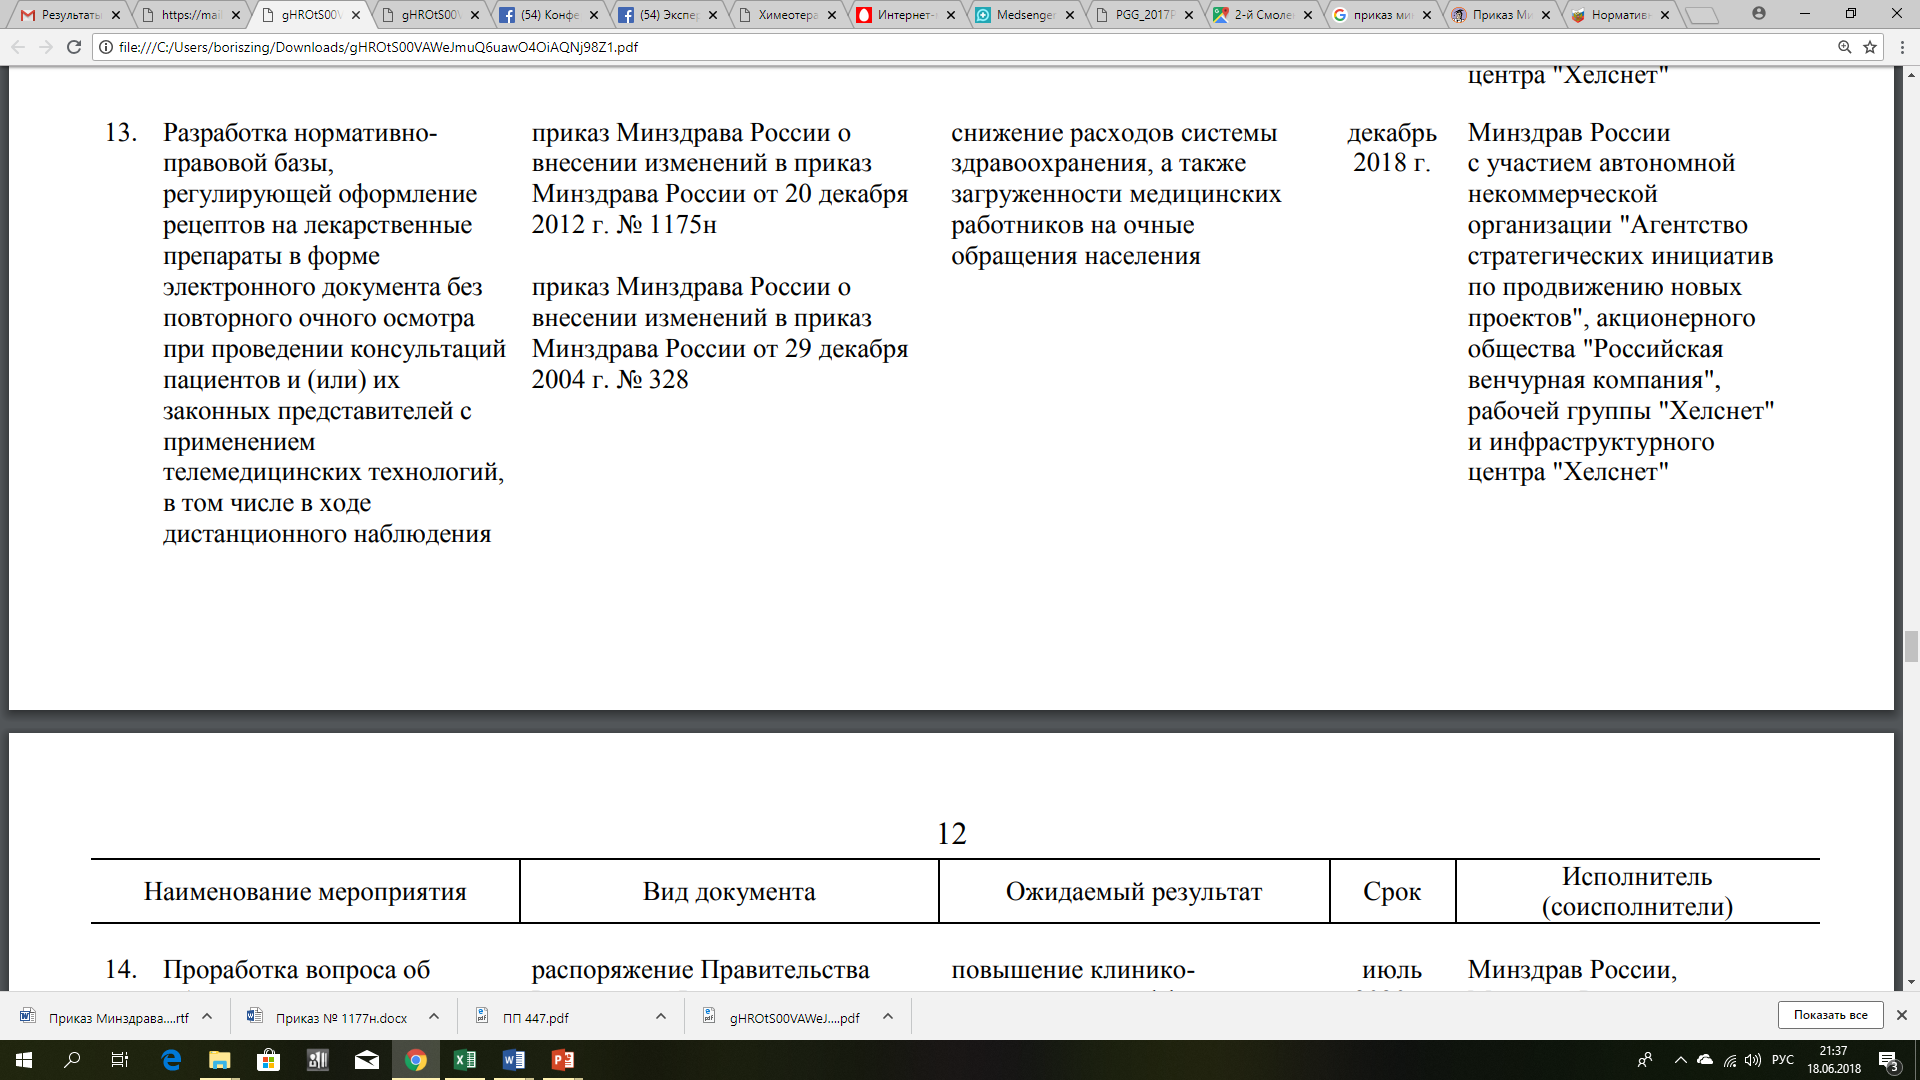 Результаты
https://mai
gHROtS00V
gHROtS00V
(54) Конфе
(54) Экспер
Химеотера
Интернет-
Medsenger
PGG_2017F
2-й Смолен
приказ ми
Приказ Ми
Нормативн
file:///C:/Users/boriszing/Downloads/gHROtS00VAWeJmuQ6uawO4OiAQNj98Z1.pdf
центра "Хелснет"
13. Разработка нормативно-
правовой базы,
регулирующей оформление
рецептов на лекарственные
препараты в форме
электронного документа без
повторного очного осмотра
при проведении консультаций
пациентов и (или) их
законных представителей с
применением
телемедицинских технологий,
в том числе в ходе
дистанционного наблюдения
приказ Минздрава России о
внесении изменений в приказ
Минздрава России от 20 декабря
2012 г. № 1175н
приказ Минздрава России о
внесении изменений в приказ
Минздрава России от 29 декабря
2004 г. № 328
снижение расходов системы
здравоохранения, а также
загруженности медицинских
работников на очные
обращения населения
декабрь
2018 г.
Минздрав России
с участием автономной
некоммерческой
организации "Агентство
стратегических инициатив
по продвижению новых
проектов", акционерного
общества "Российская
венчурная компания",
рабочей группы "Хелснет"
и инфраструктурного
центра "Хелснет"
12
Наименование мероприятия
Вид документа
Ожидаемый результат
Срок
Исполнитель
(соисполнители)
14. Проработка вопроса об
распоряжение Правительства
повышение клинико-
июль
Минздрав России,
Приказ Минздрава....rtf
Приказ № 1177н.docx
ПП 447.pdf
gHROtS00VAWeJ....pdf
Показать все
РУС
21:37
18.06.2018
3